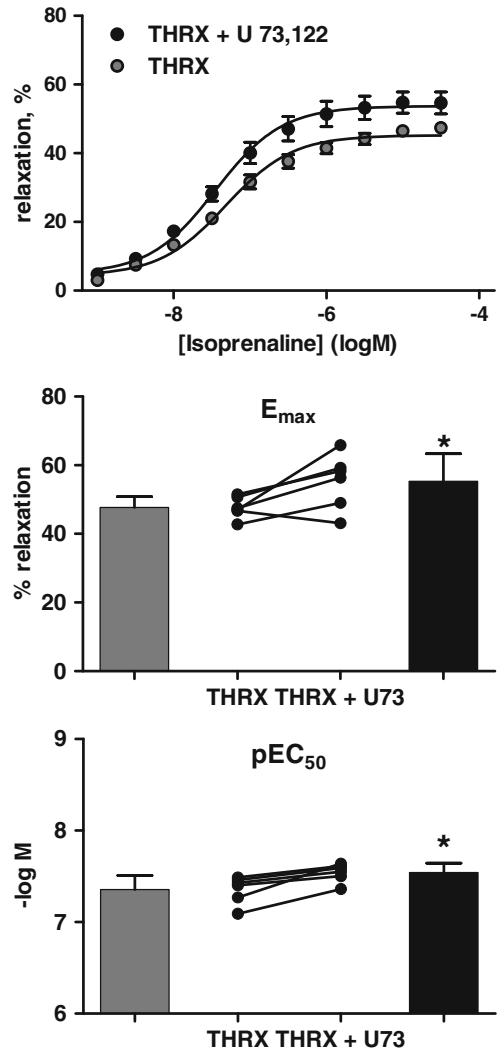 80
60
40
20
0
relaxation, %
THRX + U 73,122
THRX
-8
-6
-4
[Isoprenaline] (logM)
80
60
40
20
0
% relaxation
Emax
*
THRX THRX + U73
9
8
7
6
-log M
pEC50
*
THRX THRX + U73